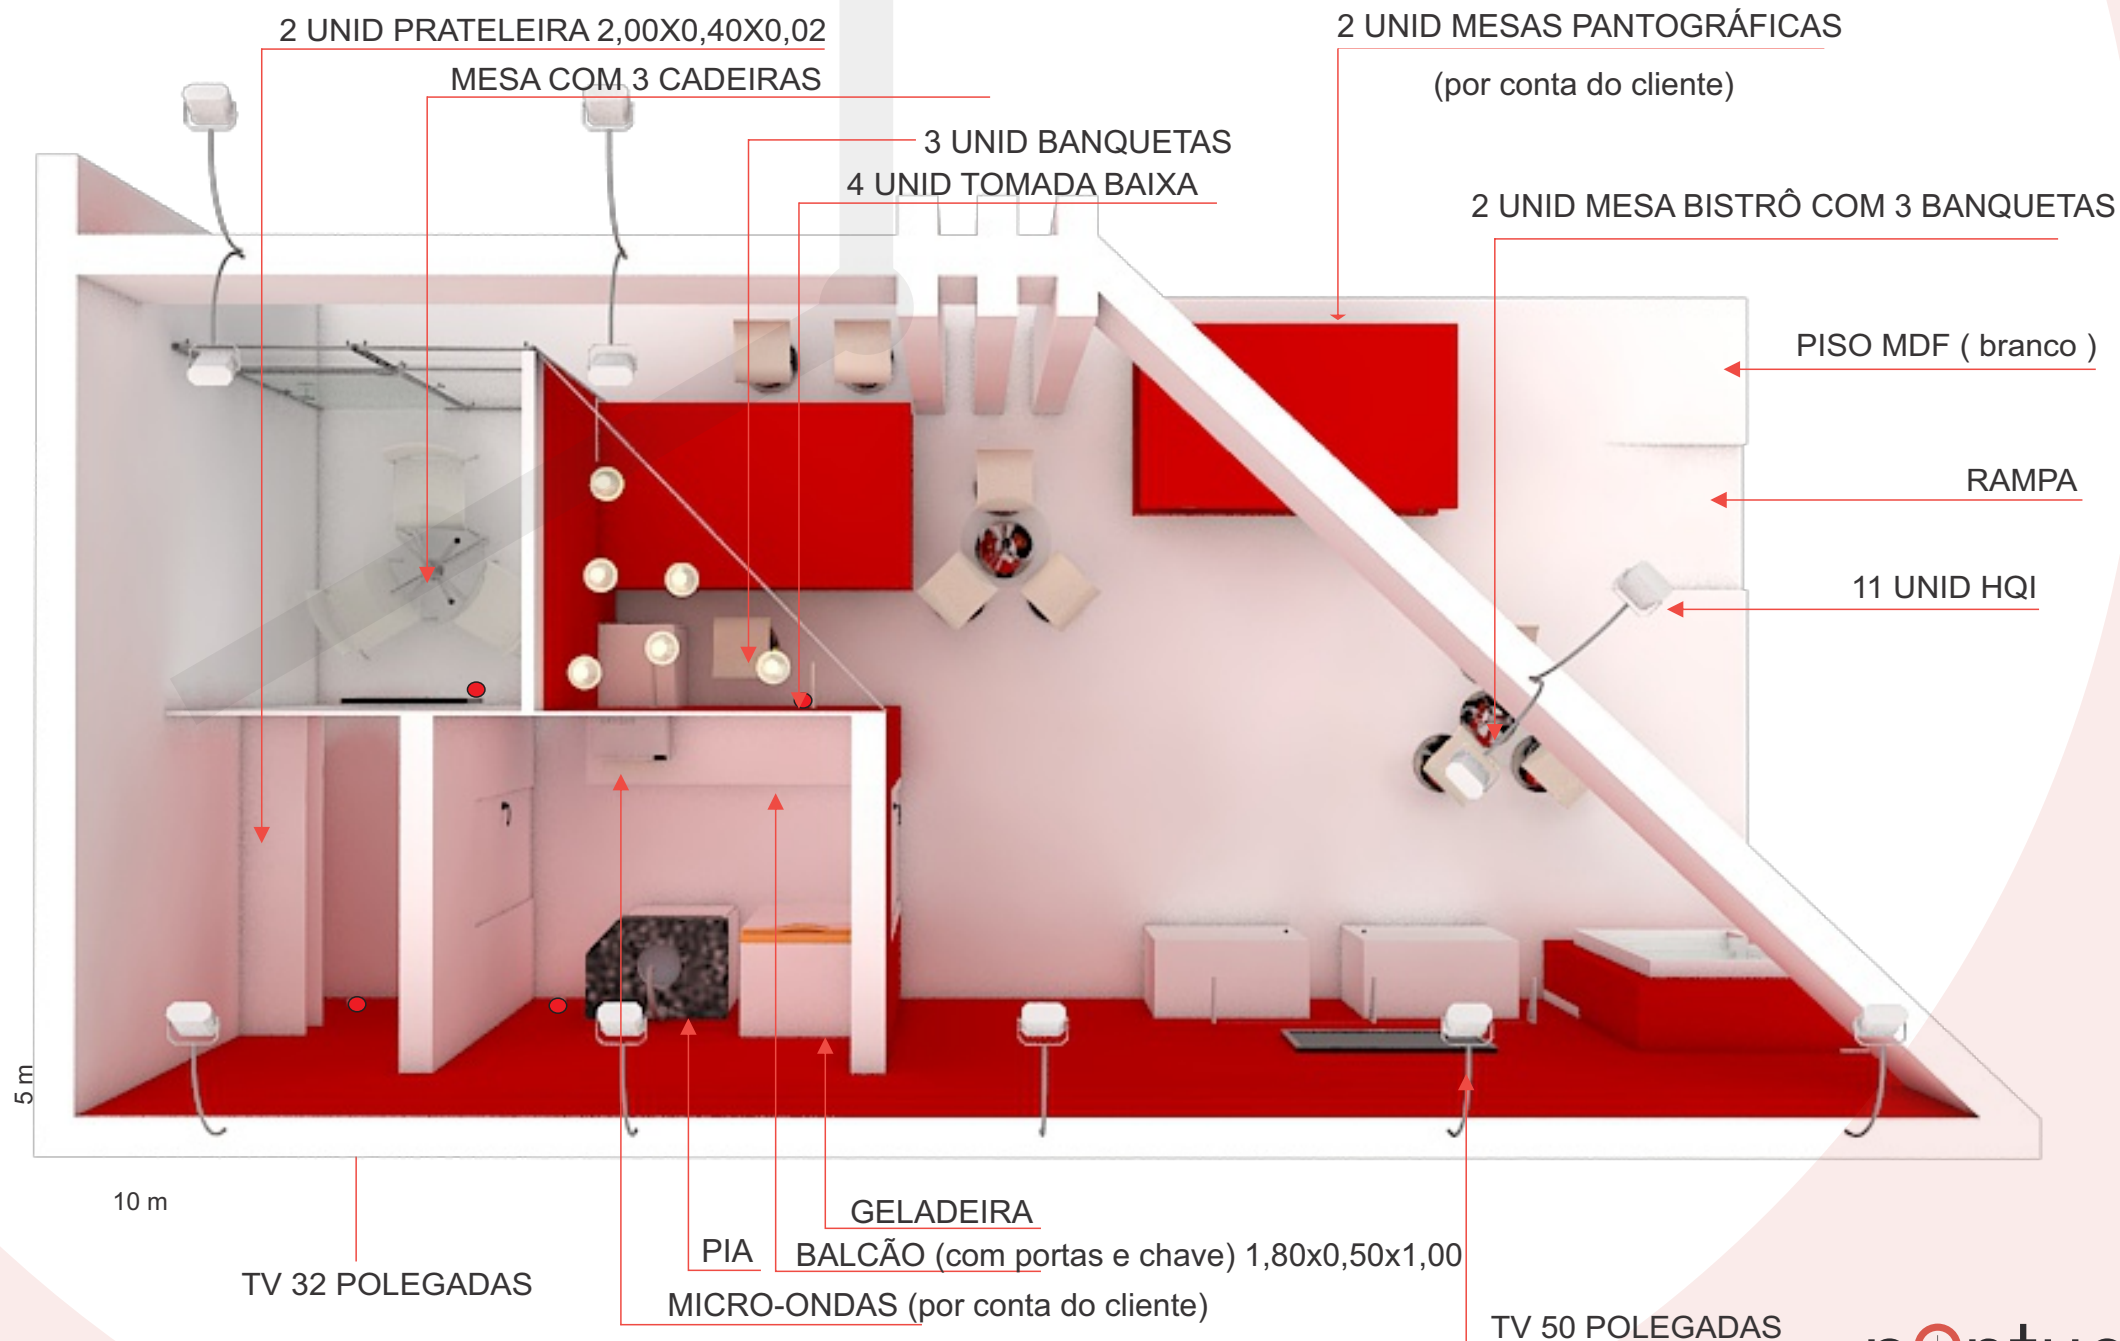 2 UNID PRATELEIRA 2,00X0,40X0,02
MESA COM 3 CADEIRAS
3 UNID BANQUETAS
4 UNID TOMADA BAIXA
2 UNID MESAS PANTOGRÁFICAS
(por conta do cliente)
2 UNID MESA BISTRÔ COM 3 BANQUETAS
PISO MDF ( branco )
RAMPA
11 UNID HQI
5 m
10 m
GELADEIRA
PIA
BALCÃO (com portas e chave) 1,80x0,50x1,00
TV 32 POLEGADAS
MICRO-ONDAS (por conta do cliente)
TV 50 POLEGADAS